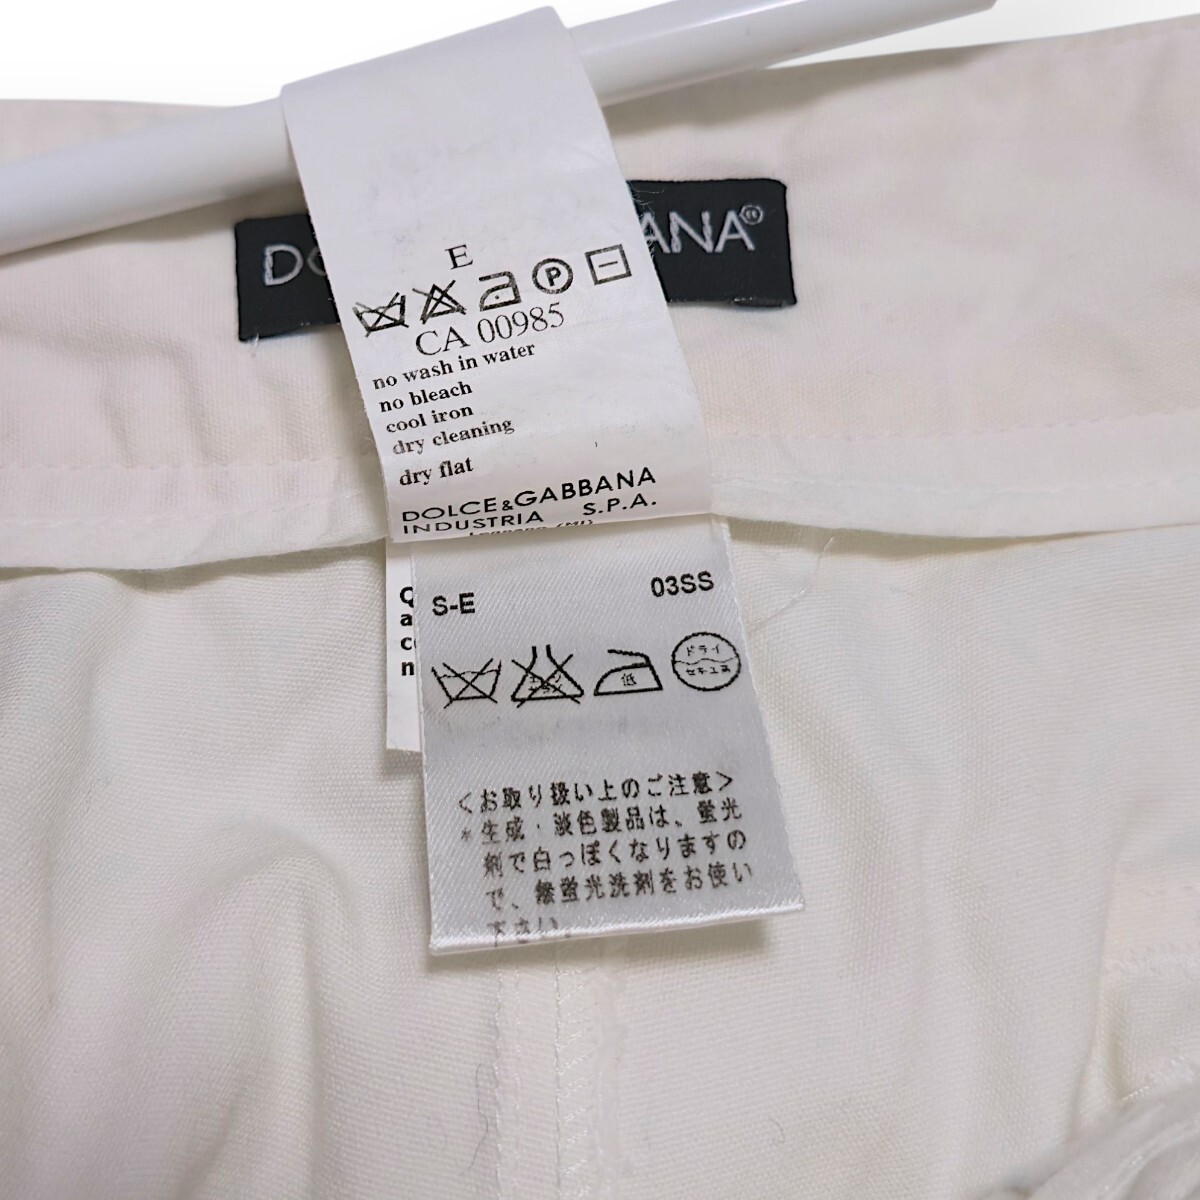 ANA®
E
P
CA 00985
no wash in water
no bleach
cool iron
dry cleaning
dry flat
DOLCE&GABBANA
INDUSTRIA S.P.A.
S-E 03SS
低
ドライ
セキユ系
<お取り扱い上のご注意>
*生成・淡色製品は、蛍光
剤で白っぽくなりますの
で、無蛍光洗剤をお使い
下さい。